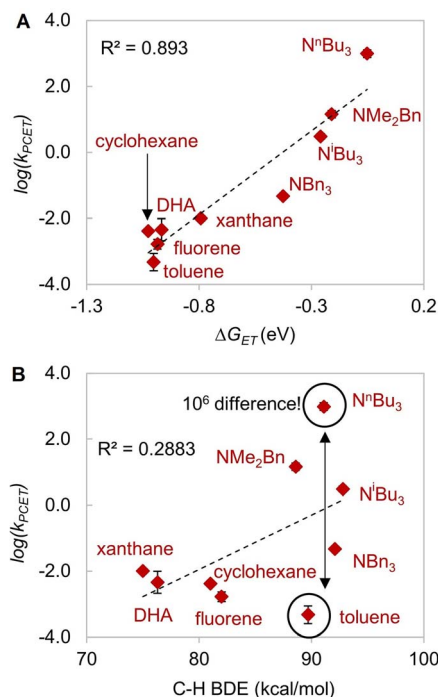 A
R² = 0.893
NⁿBu₃
4.0
2.0
0.0
-2.0
-4.0
log(k_PCET)
cyclohexane
NMe₂Bn
NⁱBu₃
NBn₃
DHA
xanthane
fluorene
toluene
-1.3
-0.8
-0.3
0.2
ΔG_ET (eV)
B
4.0
2.0
0.0
-2.0
-4.0
log(k_PCET)
10⁶ difference!
NⁿBu₃
R² = 0.2883
NMe₂Bn
NⁱBu₃
xanthane
cyclohexane
NBn₃
DHA
fluorene
toluene
70
80
90
100
C-H BDE (kcal/mol)